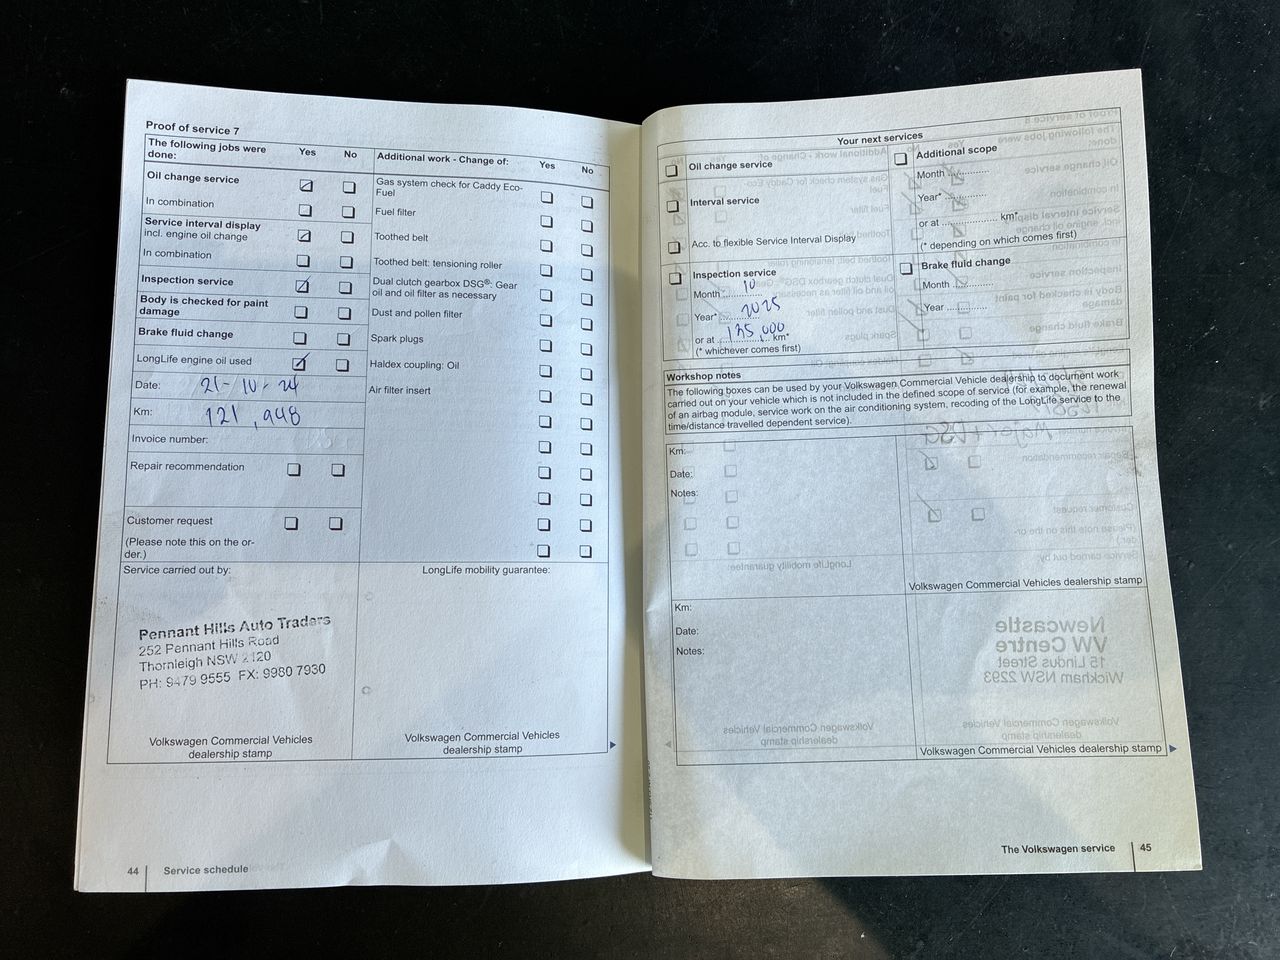 Proof of service 7
The following jobs were done:
Yes
No
Oil change service
In combination
Service interval display
incl. engine oil change
In combination
Inspection service
Body is checked for paint
damage
Brake fluid change
LongLife engine oil used
Date: 21-10-24
Km: 121,948
Invoice number:
Repair recommendation
Customer request
(Please note this on the or-
der.)
Additional work - Change of:
Yes
No
Gas system check for Caddy Eco-
Fuel
Fuel filter
Toothed belt
Toothed belt: tensioning roller
Dual clutch gearbox DSG®: Gear
oil and oil filter as necessary
Dust and pollen filter
Spark plugs
Haldex coupling: Oil
Air filter insert
Service carried out by:
Pennant Hills Auto Traders
252 Pennant Hills Road
Thornleigh NSW 2120
PH: 9479 9555 FX: 9980 7930
Volkswagen Commercial Vehicles
dealership stamp
LongLife mobility guarantee:
Volkswagen Commercial Vehicles
dealership stamp
44
Service schedule
Your next services
Oil change service
Interval service
Acc. to flexible Service Interval Display
Inspection service
Month 10
Year* 2025
or at 135,000 km*
(* whichever comes first)
Additional scope
Month
Year*
or at km*
(* depending on which comes first)
Brake fluid change
Month
Year
Workshop notes
The following boxes can be used by your Volkswagen Commercial Vehicle dealership to document work
carried out on your vehicle which is not included in the defined scope of service (for example, the renewal
of an airbag module, service work on the air conditioning system, recoding of the LongLife service to the
time/distance travelled dependent service).
Km:
Date:
Notes:
Volkswagen Commercial Vehicles dealership stamp
Km:
Date:
Notes:
Volkswagen Commercial Vehicles dealership stamp
The Volkswagen service
45